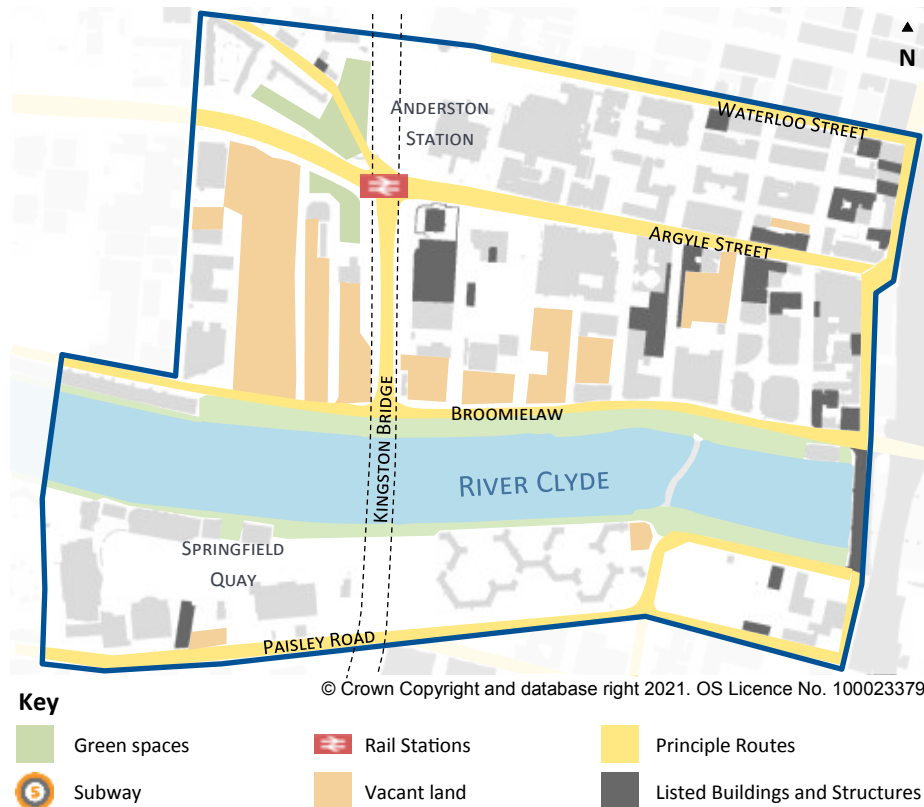 N
WATERLOO STREET
ANDERSTON
STATION
ARGYLE STREET
KINGSTON BRIDGE
BROOMIELAW
RIVER CLYDE
SPRINGFIELD
QUAY
PAISLEY ROAD
© Crown Copyright and database right 2021. OS Licence No. 100023379
Key
Green spaces
Rail Stations
Principle Routes
5
Subway
Vacant land
Listed Buildings and Structures